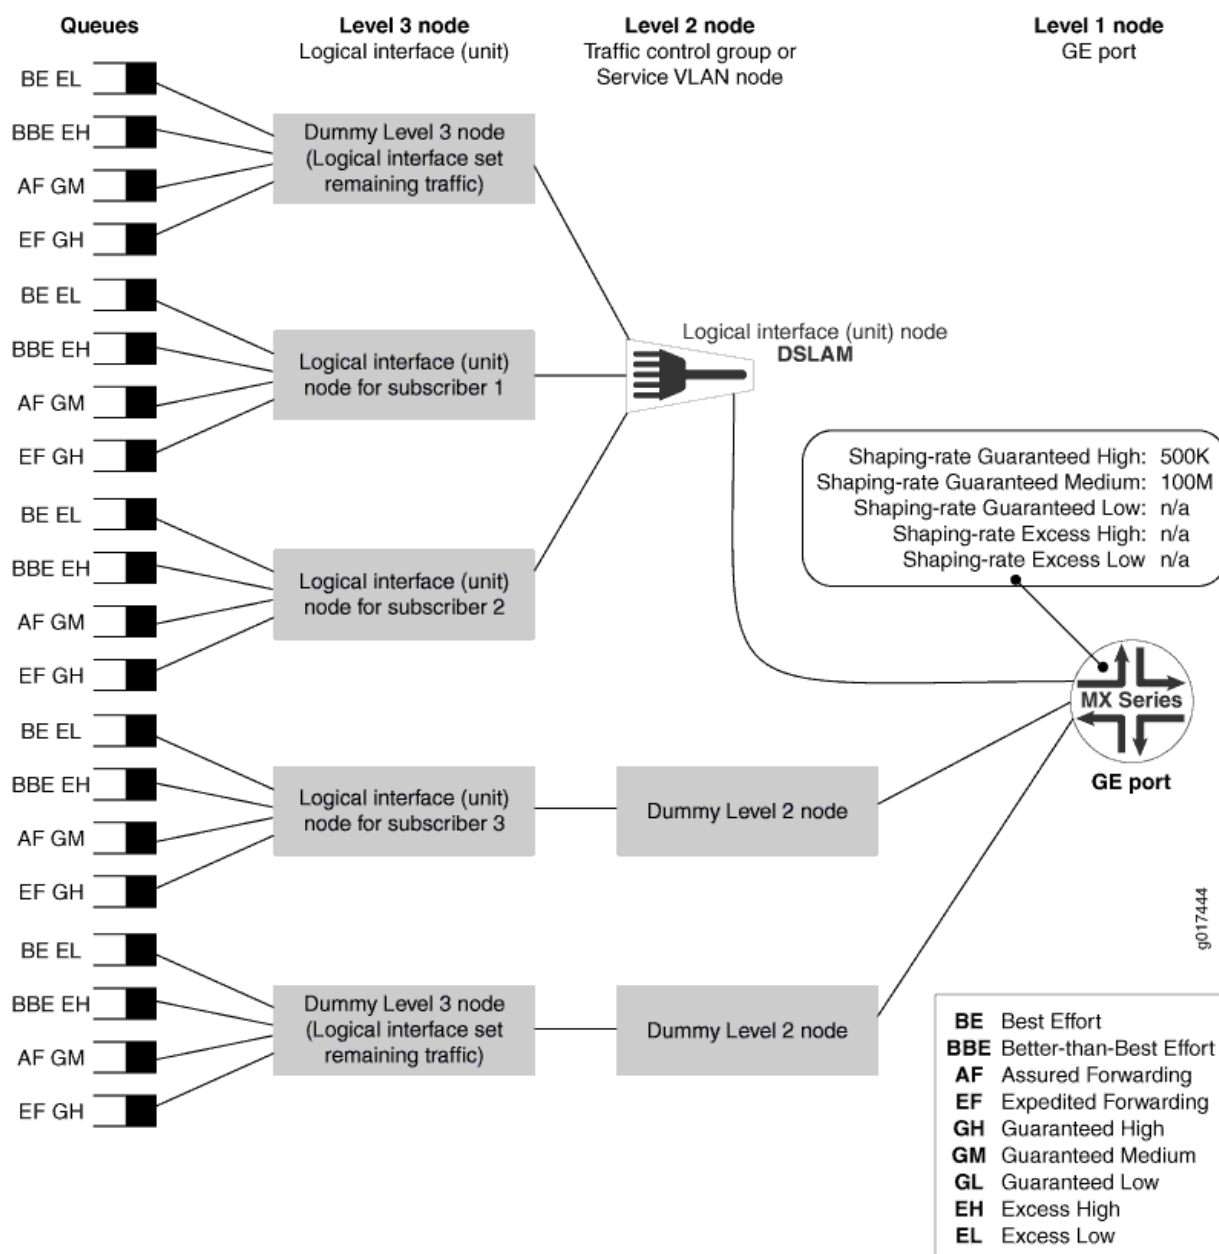 Queues
Level 3 node
Logical interface (unit)
Level 2 node
Traffic control group or
Service VLAN node
Level 1 node
GE port
BE EL
BBE EH
AF GM
EF GH
Dummy Level 3 node
(Logical interface set
remaining traffic)
BE EL
BBE EH
AF GM
EF GH
Logical interface (unit)
node for subscriber 1
Logical interface (unit) node
DSLAM
Shaping-rate Guaranteed High: 500K
Shaping-rate Guaranteed Medium: 100M
Shaping-rate Guaranteed Low: n/a
Shaping-rate Excess High: n/a
Shaping-rate Excess Low n/a
BE EL
BBE EH
AF GM
EF GH
Logical interface (unit)
node for subscriber 2
MX Series
GE port
BE EL
BBE EH
AF GM
EF GH
Logical interface (unit)
node for subscriber 3
Dummy Level 2 node
BE EL
BBE EH
AF GM
EF GH
Dummy Level 3 node
(Logical interface set
remaining traffic)
Dummy Level 2 node
g017444
BE Best Effort
BBE Better-than-Best Effort
AF Assured Forwarding
EF Expedited Forwarding
GH Guaranteed High
GM Guaranteed Medium
GL Guaranteed Low
EH Excess High
EL Excess Low